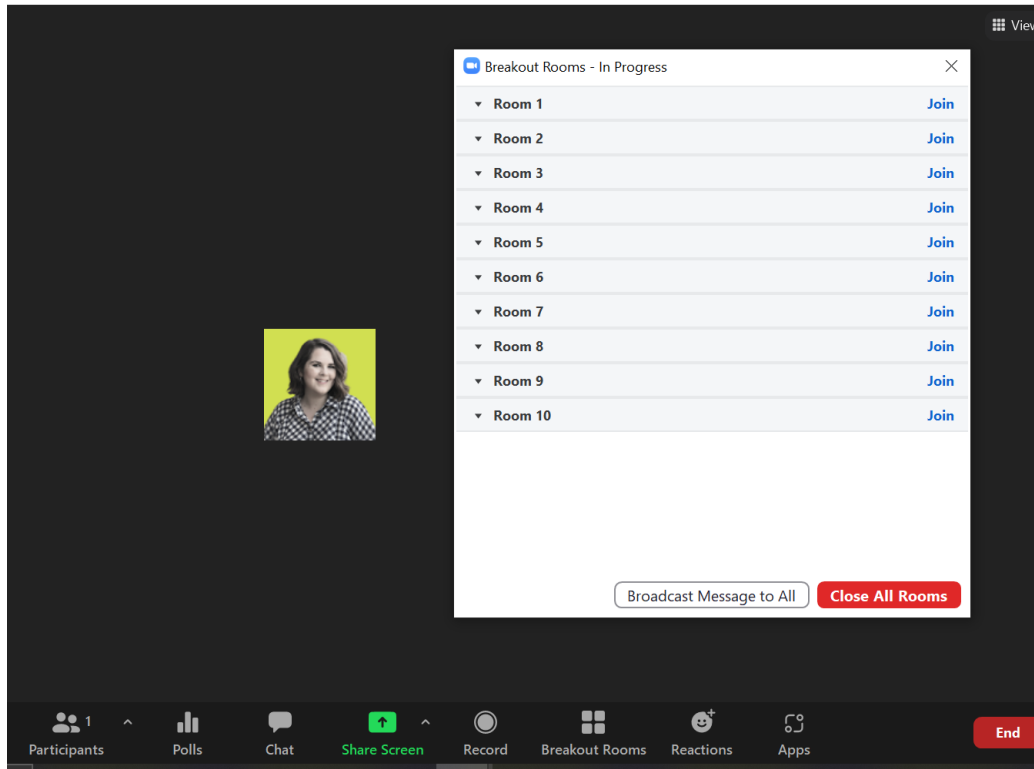 View
Breakout Rooms - In Progress
Room 1 Join
Room 2 Join
Room 3 Join
Room 4 Join
Room 5 Join
Room 6 Join
Room 7 Join
Room 8 Join
Room 9 Join
Room 10 Join
Broadcast Message to All Close All Rooms
1
Participants Polls Chat Share Screen Record Breakout Rooms Reactions Apps End